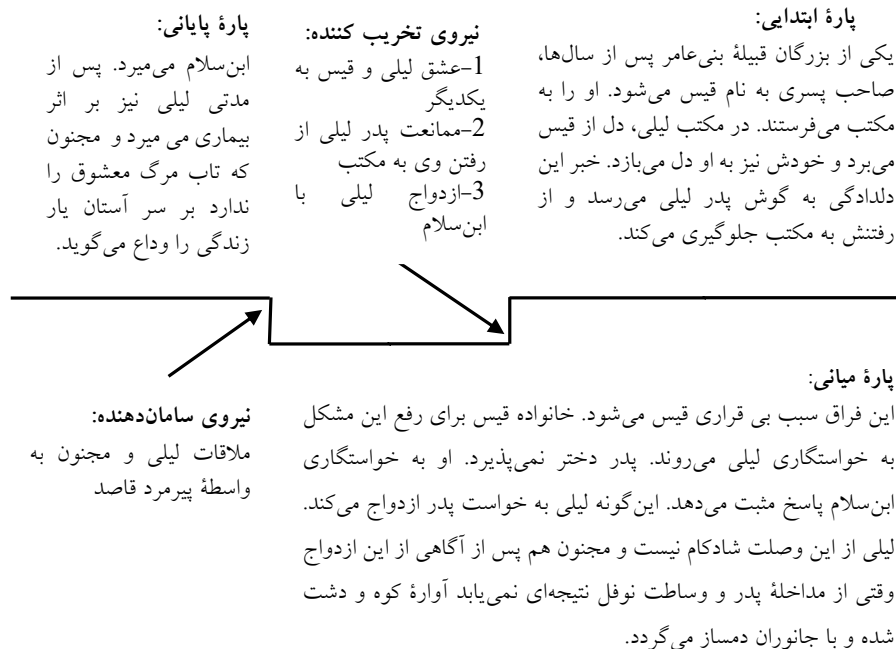 پارهٔ ابتدایی:
یکی از بزرگان قبیلهٔ بنی‌عامر پس از سال‌ها،
صاحب پسری به نام قیس می‌شود. او را به
مکتب می‌فرستند. در مکتب لیلی، دل از قیس
می‌برد و خودش نیز به او دل می‌بازد. خبر این
دلدادگی به گوش پدر لیلی می‌رسد و از
رفتنش به مکتب جلوگیری می‌کند.
نیروی تخریب کننده:
1-عشق لیلی و قیس به
یکدیگر
2-ممانعت پدر لیلی از
رفتن وی به مکتب
3-ازدواج لیلی با
ابن‌سلام
پارهٔ پایانی:
ابن‌سلام می‌میرد. پس از
مدتی لیلی نیز بر اثر
بیماری می میرد و مجنون
که تاب مرگ معشوق را
ندارد بر سر آستان یار
زندگی را وداع می‌گوید.
پارهٔ میانی:
این فراق سبب بی قراری قیس می‌شود. خانواده قیس برای رفع این مشکل
به خواستگاری لیلی می‌روند. پدر دختر نمی‌پذیرد. او به خواستگاری
ابن‌سلام پاسخ مثبت می‌دهد. این‌گونه لیلی به خواست پدر ازدواج می‌کند.
لیلی از این وصلت شادکام نیست و مجنون هم پس از آگاهی از این ازدواج
وقتی از مداخلهٔ پدر و وساطت نوفل نتیجه‌ای نمی‌یابد آوارهٔ کوه و دشت
شده و با جانوران دمساز می‌گردد.
نیروی سامان‌دهنده:
ملاقات لیلی و مجنون به
واسطهٔ پیرمرد قاصد